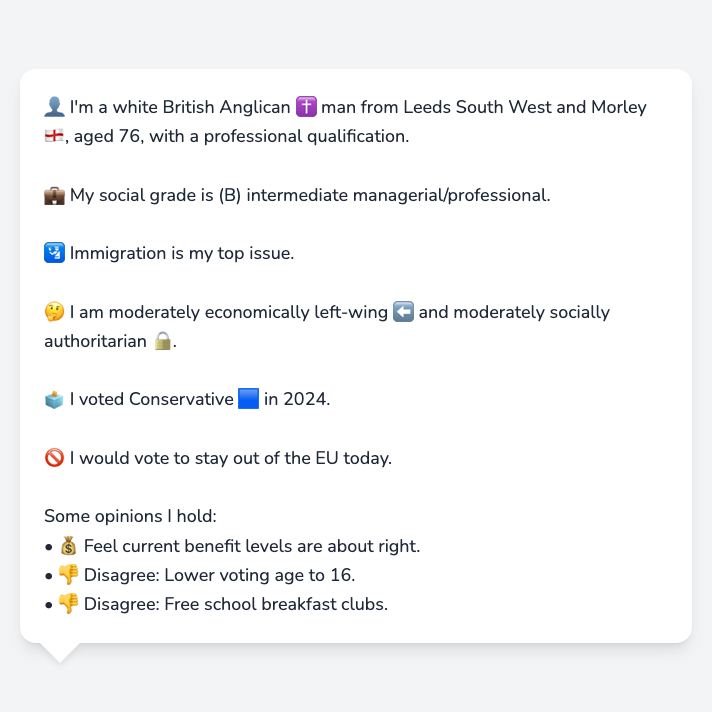 👤 I'm a white British Anglican ✝️ man from Leeds South West and Morley
🏴󠁧󠁢󠁥󠁮󠁧󠁿, aged 76, with a professional qualification.
💼 My social grade is (B) intermediate managerial/professional.
🛂 Immigration is my top issue.
🤔 I am moderately economically left-wing ⬅️ and moderately socially
authoritarian 🔒.
🗳️ I voted Conservative 🟦 in 2024.
🚫 I would vote to stay out of the EU today.
Some opinions I hold:
• 💰 Feel current benefit levels are about right.
• 👎 Disagree: Lower voting age to 16.
• 👎 Disagree: Free school breakfast clubs.